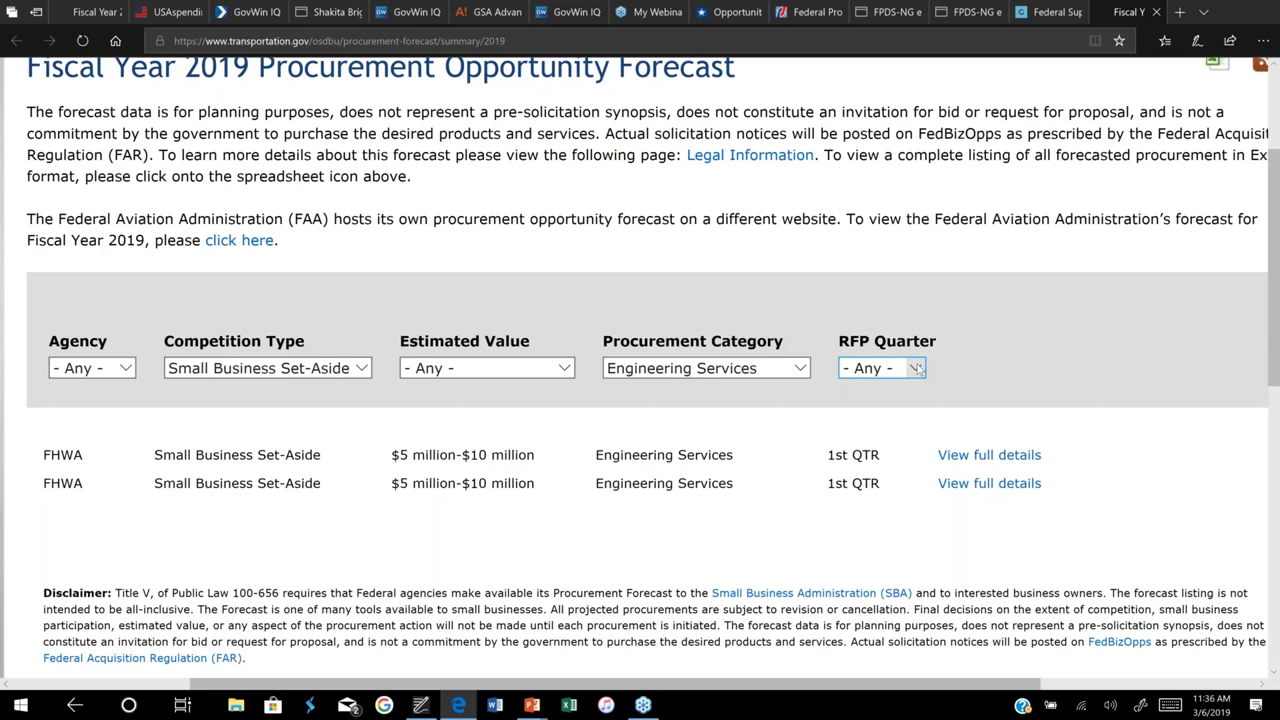 Fiscal Year 2 USAspendi GovWin IQ Shakita Brig GovWin IQ GSA Advan GovWin IQ My Webina Opportunit Federal Pro FPDS-NG e FPDS-NG e Federal Sup Fiscal Y
https://www.transportation.gov/osdbu/procurement-forecast/summary/2019
Fiscal Year 2019 Procurement Opportunity Forecast
The forecast data is for planning purposes, does not represent a pre-solicitation synopsis, does not constitute an invitation for bid or request for proposal, and is not a
commitment by the government to purchase the desired products and services. Actual solicitation notices will be posted on FedBizOpps as prescribed by the Federal Acquisit
Regulation (FAR). To learn more details about this forecast please view the following page: Legal Information. To view a complete listing of all forecasted procurement in Ex
format, please click onto the spreadsheet icon above.
The Federal Aviation Administration (FAA) hosts its own procurement opportunity forecast on a different website. To view the Federal Aviation Administration's forecast for
Fiscal Year 2019, please click here.
Agency Competition Type Estimated Value Procurement Category RFP Quarter
- Any - Small Business Set-Aside - Any - Engineering Services - Any -
FHWA Small Business Set-Aside $5 million-$10 million Engineering Services 1st QTR View full details
FHWA Small Business Set-Aside $5 million-$10 million Engineering Services 1st QTR View full details
Disclaimer: Title V, of Public Law 100-656 requires that Federal agencies make available its Procurement Forecast to the Small Business Administration (SBA) and to interested business owners. The forecast listing is not
intended to be all-inclusive. The Forecast is one of many tools available to small businesses. All projected procurements are subject to revision or cancellation. Final decisions on the extent of competition, small business
participation, estimated value, or any aspect of the procurement action will not be made until each procurement is initiated. The forecast data is for planning purposes, does not represent a pre-solicitation synopsis, does not
constitute an invitation for bid or request for proposal, and is not a commitment by the government to purchase the desired products and services. Actual solicitation notices will be posted on FedBizOpps as prescribed by the
Federal Acquisition Regulation (FAR).
11:36 AM
3/6/2019